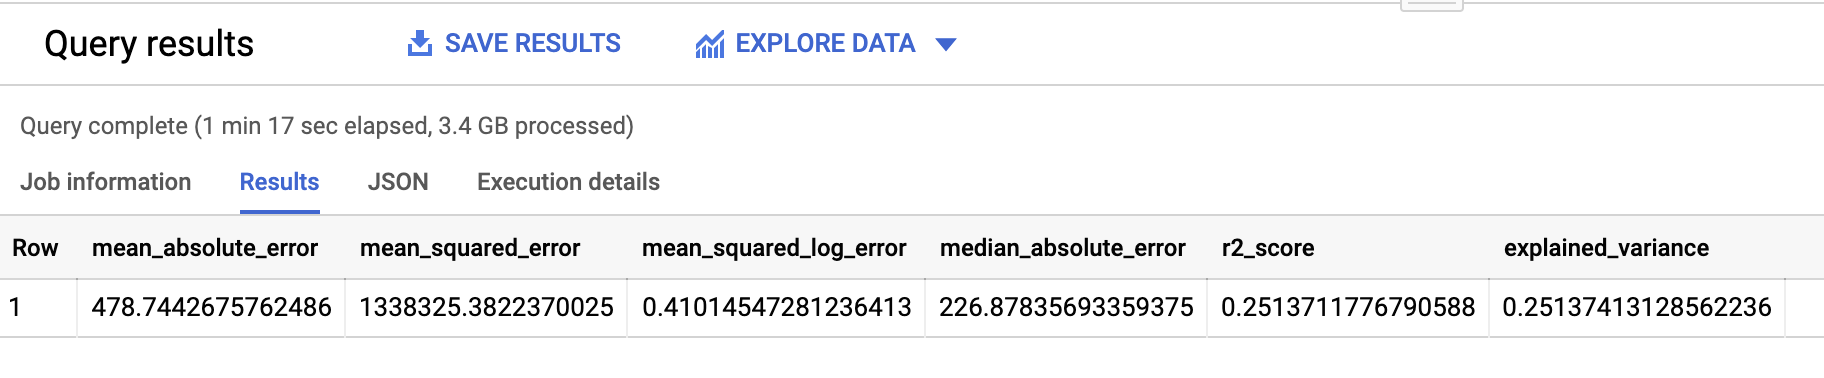 Query results SAVE RESULTS EXPLORE DATA
Query complete (1 min 17 sec elapsed, 3.4 GB processed)
Job information Results JSON Execution details
Row mean_absolute_error mean_squared_error mean_squared_log_error median_absolute_error r2_score explained_variance
1 478.7442675762486 1338325.3822370025 0.41014547281236413 226.87835693359375 0.2513711776790588 0.25137413128562236